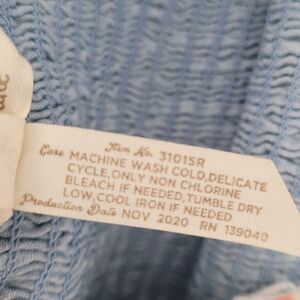 Item No. 31015R
Care MACHINE WASH COLD,DELICATE
CYCLE,ONLY NON CHLORINE
BLEACH IF NEEDED,TUMBLE DRY
LOW,COOL IRON IF NEEDED
Production Date NOV 2020 RN 139040